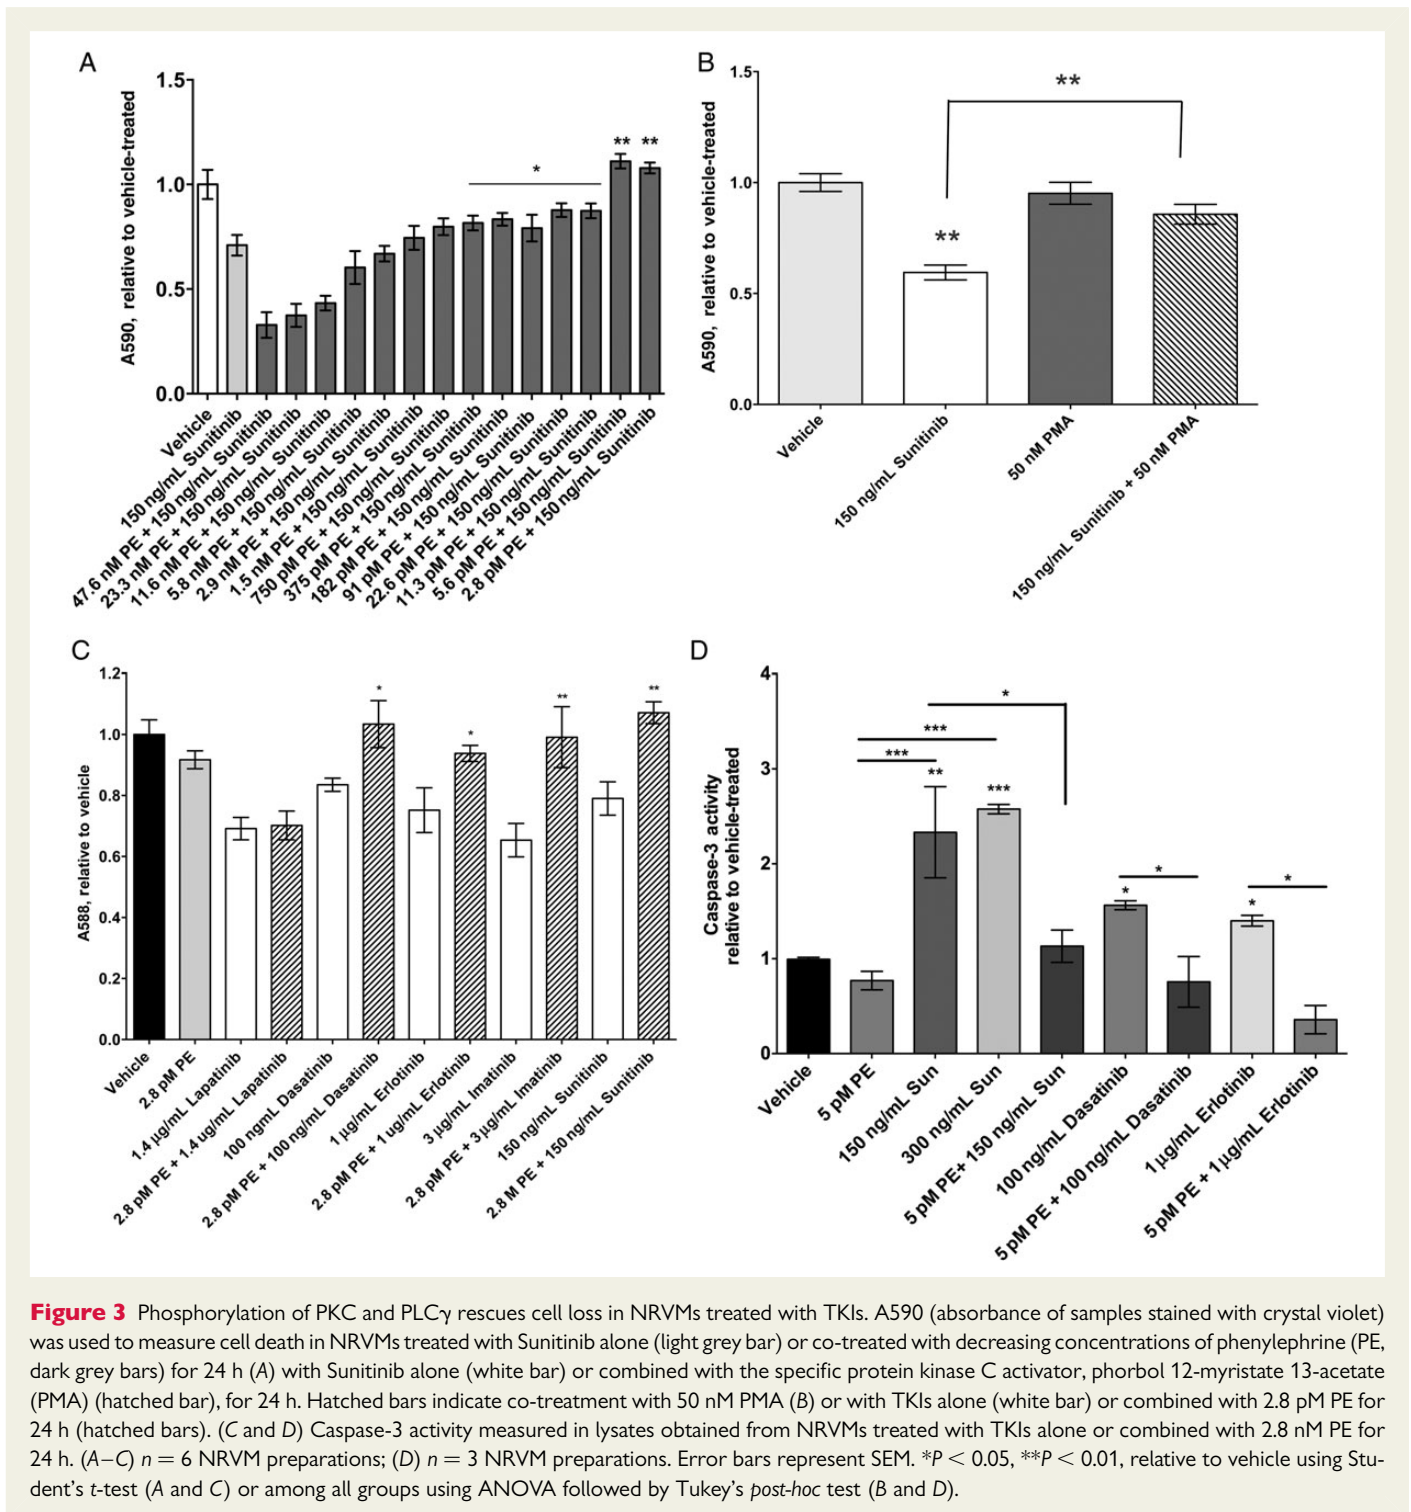 A
A590, relative to vehicle-treated
1.5
1.0
0.5
0.0
*
**
**
Vehicle
150 ng/mL Sunitinib
47.6 nM PE + 150 ng/mL Sunitinib
23.3 nM PE + 150 ng/mL Sunitinib
11.6 nM PE + 150 ng/mL Sunitinib
5.8 nM PE + 150 ng/mL Sunitinib
2.9 nM PE + 150 ng/mL Sunitinib
1.5 nM PE + 150 ng/mL Sunitinib
750 pM PE + 150 ng/mL Sunitinib
375 pM PE + 150 ng/mL Sunitinib
182 pM PE + 150 ng/mL Sunitinib
91 pM PE + 150 ng/mL Sunitinib
22.6 pM PE + 150 ng/mL Sunitinib
11.3 pM PE + 150 ng/mL Sunitinib
5.6 pM PE + 150 ng/mL Sunitinib
2.8 pM PE + 150 ng/mL Sunitinib
B
A590, relative to vehicle-treated
1.5
1.0
0.5
0.0
**
**
Vehicle
150 ng/mL Sunitinib
50 nM PMA
150 ng/mL Sunitinib + 50 nM PMA
C
A588, relative to vehicle
1.2
1.0
0.8
0.6
0.4
0.2
0.0
*
*
**
**
Vehicle
2.8 pM PE
1.4 µg/mL Lapatinib
2.8 pM PE + 1.4 ug/mL Lapatinib
100 ngmL Dasatinib
2.8 pM PE + 100 ng/mL Dasatinib
1 µg/mL Erlotinib
2.8 pM PE + 1 ug/mL Erlotinib
3 µg/mL Imatinib
2.8 pM PE + 3 µg/mL Imatinib
150 ng/mL Sunitinib
2.8 M PE + 150 ng/mL Sunitinib
D
Caspase-3 activity
relative to vehicle-treated
4
3
2
1
0
*
***
***
**
***
*
*
*
*
Vehicle
5 pM PE
150 ng/mL Sun
300 ng/mL Sun
5 pM PE+ 150 ng/mL Sun
100 ng/mL Dasatinib
5 pM PE + 100 ng/mL Dasatinib
1 µg/mL Erlotinib
5 pM PE + 1 µg/mL Erlotinib
Figure 3 Phosphorylation of PKC and PLCγ rescues cell loss in NRVMs treated with TKIs. A590 (absorbance of samples stained with crystal violet)
was used to measure cell death in NRVMs treated with Sunitinib alone (light grey bar) or co-treated with decreasing concentrations of phenylephrine (PE,
dark grey bars) for 24 h (A) with Sunitinib alone (white bar) or combined with the specific protein kinase C activator, phorbol 12-myristate 13-acetate
(PMA) (hatched bar), for 24 h. Hatched bars indicate co-treatment with 50 nM PMA (B) or with TKIs alone (white bar) or combined with 2.8 pM PE for
24 h (hatched bars). (C and D) Caspase-3 activity measured in lysates obtained from NRVMs treated with TKIs alone or combined with 2.8 nM PE for
24 h. (A–C) n = 6 NRVM preparations; (D) n = 3 NRVM preparations. Error bars represent SEM. *P < 0.05, **P < 0.01, relative to vehicle using Stu-
dent's t-test (A and C) or among all groups using ANOVA followed by Tukey's post-hoc test (B and D).